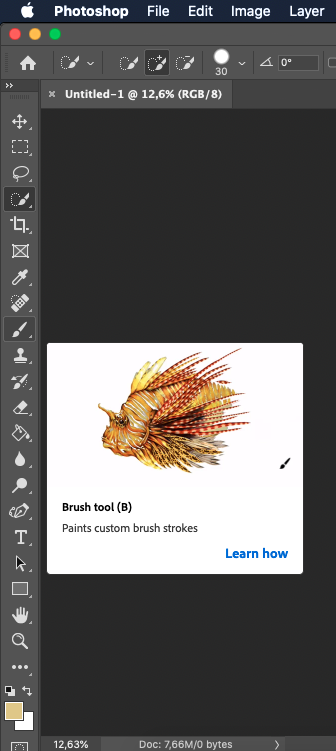 Photoshop File Edit Image Layer
30 0°
Untitled-1 @ 12,6% (RGB/8)
Brush tool (B)
Paints custom brush strokes
Learn how
12,63% Doc: 7,66M/0 bytes